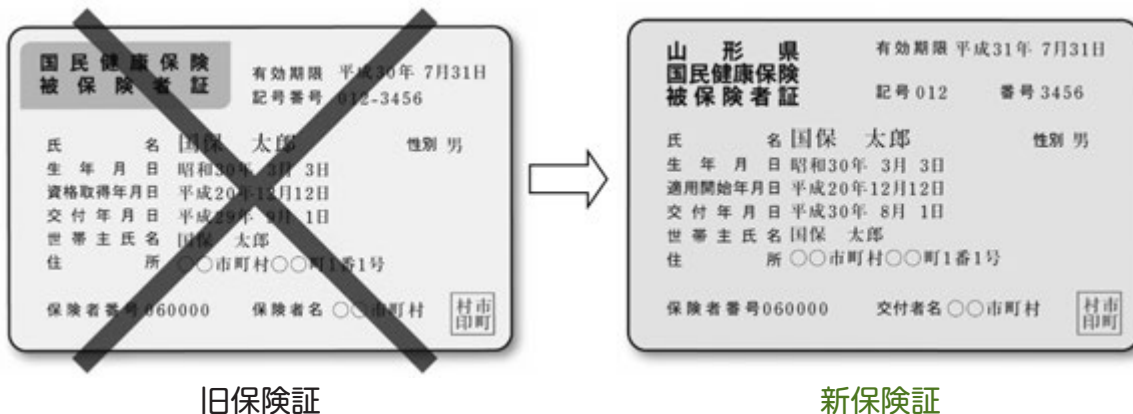 国民健康保険
被保険者証
有効期限 平成30年 7月31日
記号番号 012-3456
氏名 国保 太郎 性別 男
生年月日 昭和30年 3月 3日
資格取得年月日 平成20年12月12日
交付年月日 平成29年 9月 1日
世帯主氏名 国保 太郎
住所 〇〇市町村〇〇町1番1号
保険者番号060000 保険者名 〇〇市町村
市町村印
旧保険証
山形県
国民健康保険
被保険者証
有効期限 平成31年 7月31日
記号 012 番号 3456
氏名 国保 太郎 性別 男
生年月日 昭和30年 3月 3日
適用開始年月日 平成20年12月12日
交付年月日 平成30年 8月 1日
世帯主氏名 国保 太郎
住所 〇〇市町村〇〇町1番1号
保険者番号060000 交付者名 〇〇市町村
市町村印
新保険証